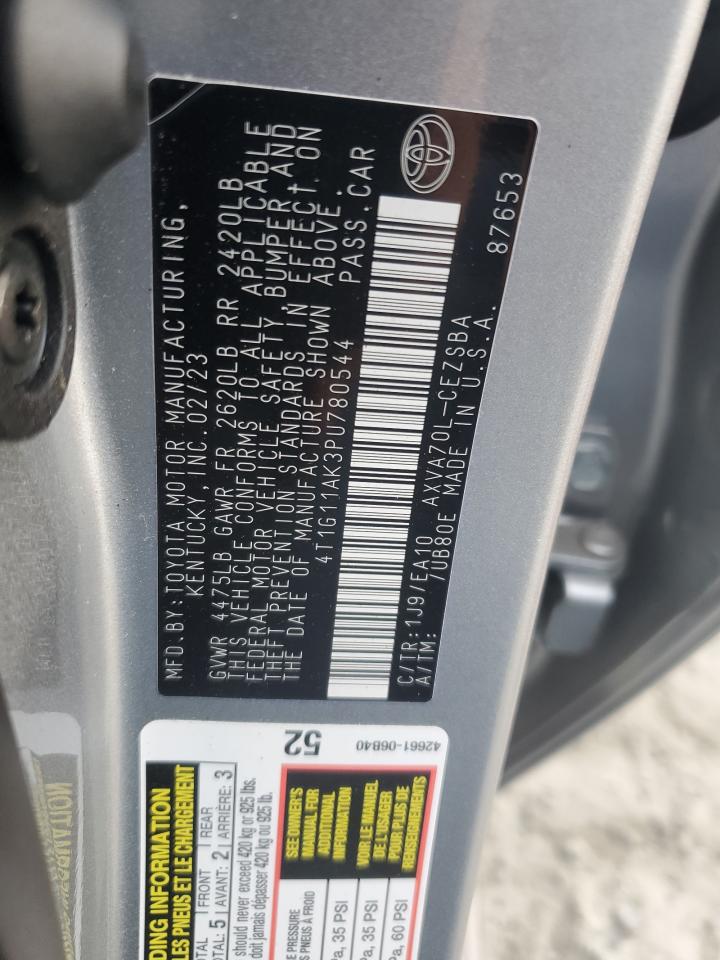 MFD.BY:TOYOTA MOTOR MANUFACTURING,
KENTUCKY, INC. 02/23
GVWR 4475LB GAWR FR 2620LB RR 2420LB
THIS VEHICLE CONFORMS TO ALL APPLICABLE
FEDERAL MOTOR VEHICLE SAFETY, BUMPER, AND
THEFT PREVENTION STANDARDS IN EFFECT ON
THE DATE OF MANUFACTURE SHOWN ABOVE.
4T1G11AK3PU780544 PASS.CAR
C/TR:1J9/EA10 AXVA70L-CEZSBA
A/TM: /UB80E MADE IN U.S.A.
87653
52
42661-06B40
DING INFORMATION
LES PNEUS ET LE CHARGEMENT
TOTAL FRONT REAR
TOTAL: 5 AVANT: 2 ARRIÈRE: 3
should never exceed 420 kg or 925 lbs.
doit jamais dépasser 420 kg ou 925 lb.
SEE OWNER'S
MANUAL FOR
ADDITIONAL
INFORMATION
VOIR LE MANUEL
DE L'USAGER
POUR PLUS DE
RENSEIGNEMENTS
E PRESSURE
S PNEUS À FROID
Pa, 35 PSI
Pa, 35 PSI
Pa, 60 PSI